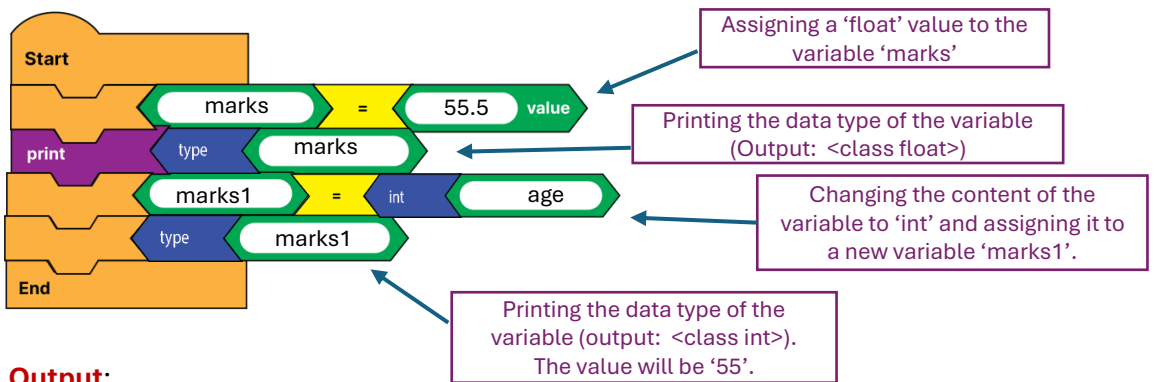 Assigning a ‘float’ value to the
variable ‘marks’
Start
marks = 55.5 value
Printing the data type of the variable
(Output: <class float>)
print type marks
marks1 = int age
Changing the content of the
variable to ‘int’ and assigning it to
a new variable ‘marks1’.
type marks1
End
Printing the data type of the
variable (output: <class int>).
The value will be ‘55’.
Output: